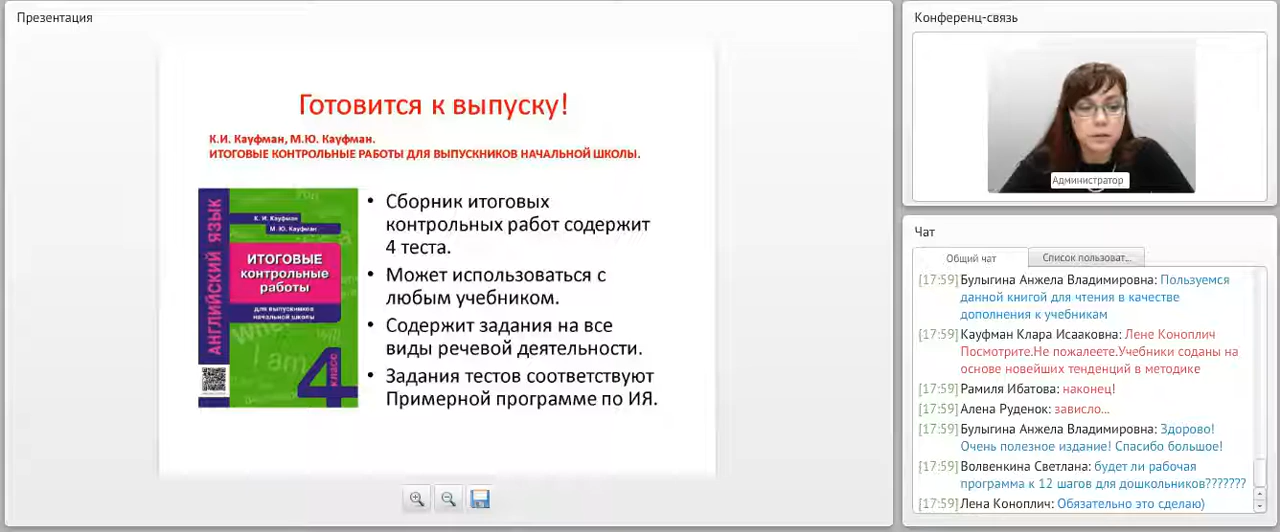 Презентация
Готовится к выпуску!
К.И. Кауфман, М.Ю. Кауфман.
ИТОГОВЫЕ КОНТРОЛЬНЫЕ РАБОТЫ ДЛЯ ВЫПУСКНИКОВ НАЧАЛЬНОЙ ШКОЛЫ.
АНГЛИЙСКИЙ ЯЗЫК
К. И. Кауфман
М. Ю. Кауфман
ИТОГОВЫЕ
контрольные
работы
для выпускников
начальной школы
I am
4
класс
• Сборник итоговых
контрольных работ содержит
4 теста.
• Может использоваться с
любым учебником.
• Содержит задания на все
виды речевой деятельности.
• Задания тестов соответствуют
Примерной программе по ИЯ.
Конференц-связь
Администратор
Чат
Общий чат
Список пользоват...
[17:59] Булыгина Анжела Владимировна: Пользуемся
данной книгой для чтения в качестве
дополнения к учебникам
[17:59] Кауфман Клара Исааковна: Лене Коноплич
Посмотрите.Не пожалеете.Учебники соданы на
основе новейших тенденций в методике
[17:59] Рамиля Ибатова: наконец!
[17:59] Алена Руденок: зависло...
[17:59] Булыгина Анжела Владимировна: Здорово!
Очень полезное издание! Спасибо большое!
[17:59] Волвенкина Светлана: будет ли рабочая
программа к 12 шагов для дошкольников???????
[17:59] Лена Коноплич: Обязательно это сделаю)